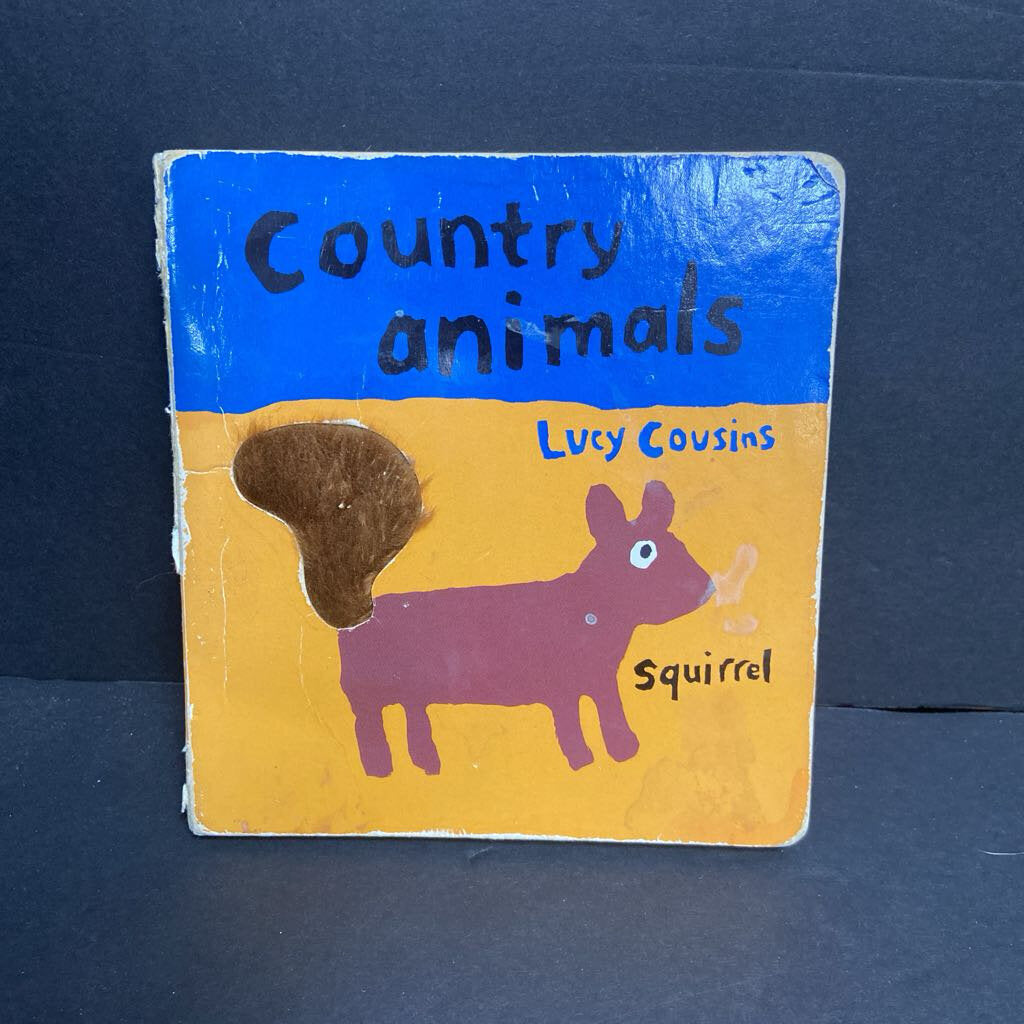 Country
animals
Lucy Cousins
squirrel